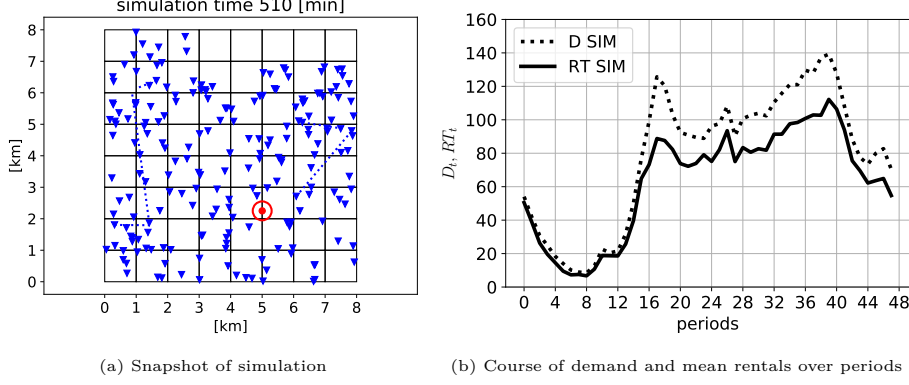 simulation time 510 [min]
8
7
6
5
4
3
2
1
0
[km]
0 1 2 3 4 5 6 7 8
[km]
(a) Snapshot of simulation
160
140
120
100
80
60
40
20
0
D_t, RT_t
D SIM
RT SIM
0 4 8 12 16 20 24 28 32 36 40 44 48
periods
(b) Course of demand and mean rentals over periods